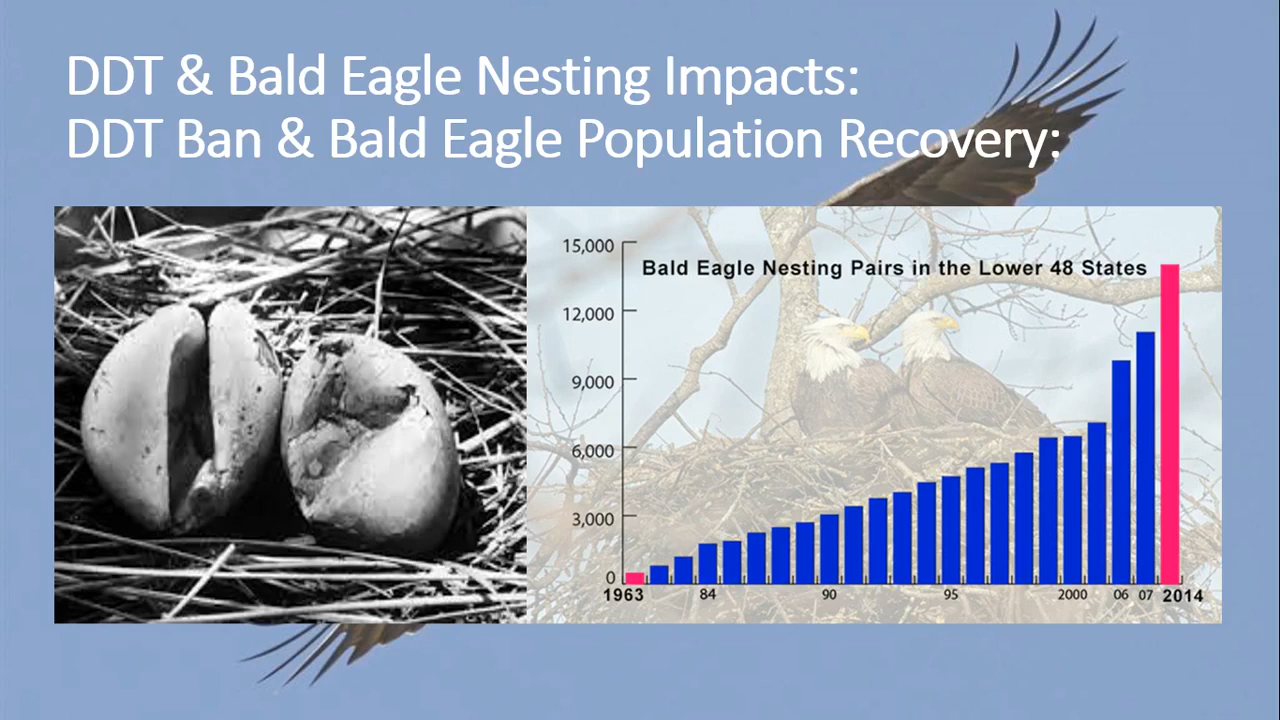 DDT & Bald Eagle Nesting Impacts:
DDT Ban & Bald Eagle Population Recovery:
15,000
Bald Eagle Nesting Pairs in the Lower 48 States
12,000
9,000
6,000
3,000
0
1963 84 90 95 2000 06 07 2014